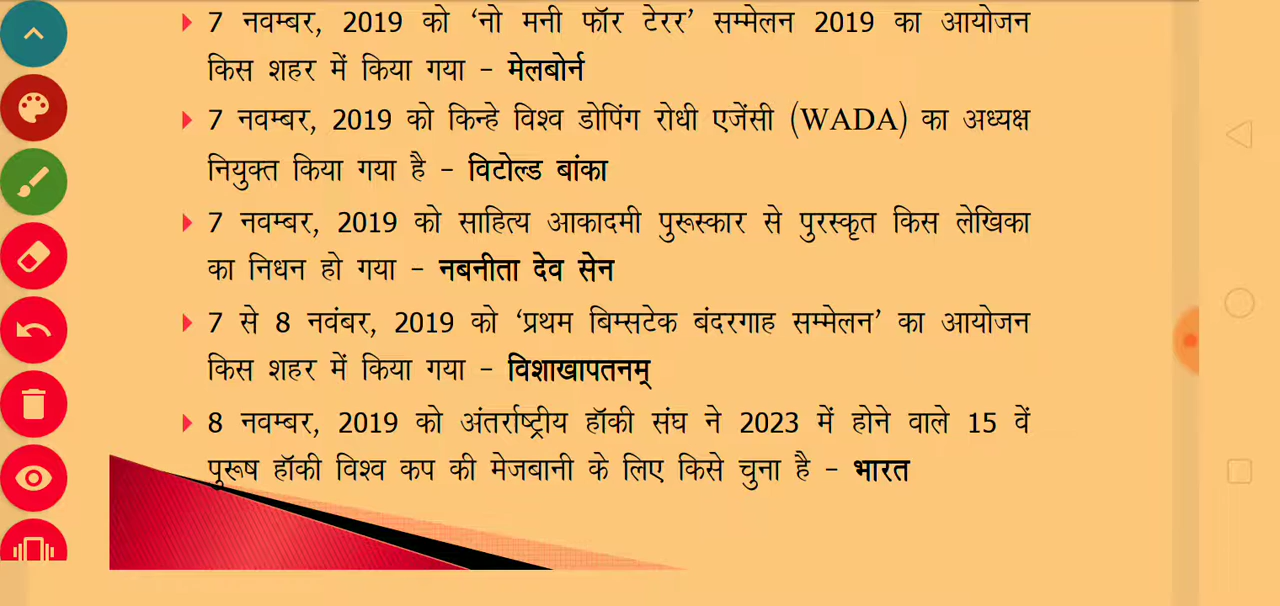 7 नवम्बर, 2019 को ‘नो मनी फॉर टेरर’ सम्मेलन 2019 का आयोजन
किस शहर में किया गया – मेलबोर्न
7 नवम्बर, 2019 को किन्हे विश्व डोपिंग रोधी एजेंसी (WADA) का अध्यक्ष
नियुक्त किया गया है – विटोल्ड बांका
7 नवम्बर, 2019 को साहित्य आकादमी पुरूस्कार से पुरस्कृत किस लेखिका
का निधन हो गया – नबनीता देव सेन
7 से 8 नवंबर, 2019 को ‘प्रथम बिम्सटेक बंदरगाह सम्मेलन’ का आयोजन
किस शहर में किया गया – विशाखापतनम्
8 नवम्बर, 2019 को अंतर्राष्ट्रीय हॉकी संघ ने 2023 में होने वाले 15 वें
पुरूष हॉकी विश्व कप की मेजबानी के लिए किसे चुना है – भारत